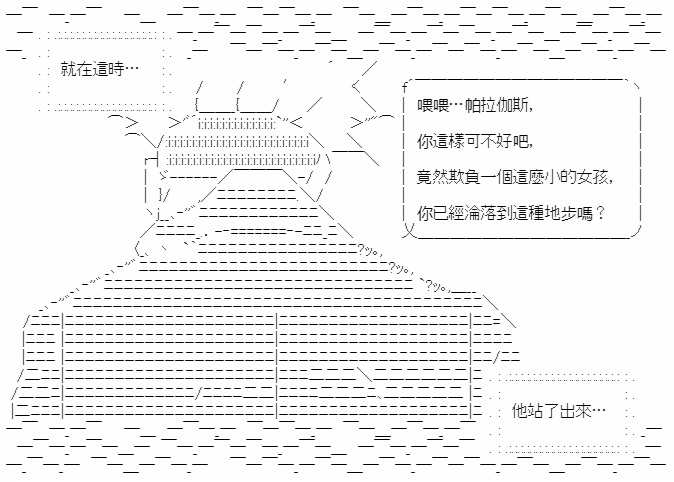 就在這時…
喂喂…帕拉伽斯，
你這樣可不好吧，
竟然欺負一個這麼小的女孩，
你已經淪落到這種地步嗎？
他站了出來…